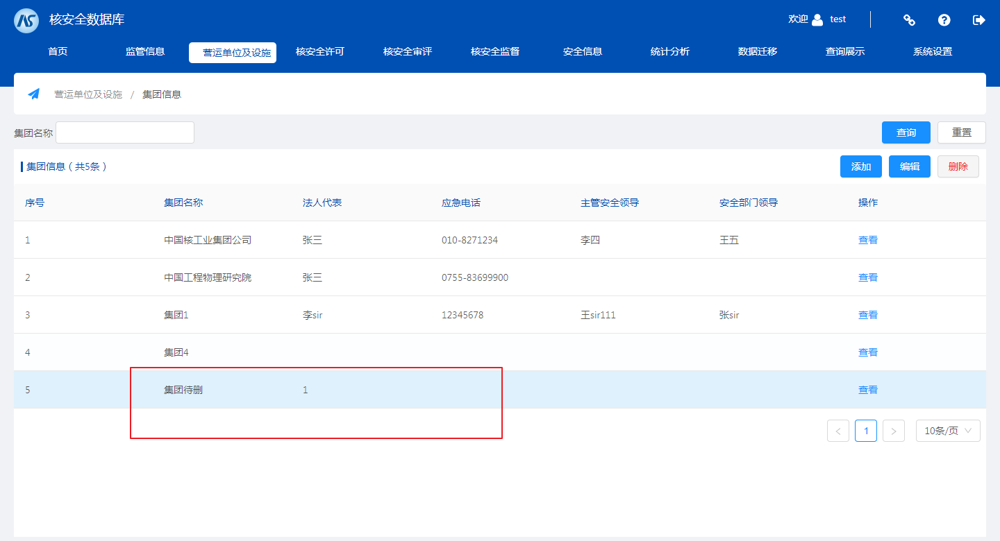 核安全数据库
欢迎 test
首页 监管信息 营运单位及设施 核安全许可 核安全审评 核安全监督 安全信息 统计分析 数据迁移 查询展示 系统设置
营运单位及设施 / 集团信息
集团名称 查询 重置
集团信息（共5条） 添加 编辑 删除
序号 集团名称 法人代表 应急电话 主管安全领导 安全部门领导 操作
1 中国核工业集团公司 张三 010-8271234 李四 王五 查看
2 中国工程物理研究院 张三 0755-83699900 查看
3 集团1 李sir 12345678 王sir111 张sir 查看
4 集团4 查看
5 集团待删 1 查看
< 1 > 10条/页